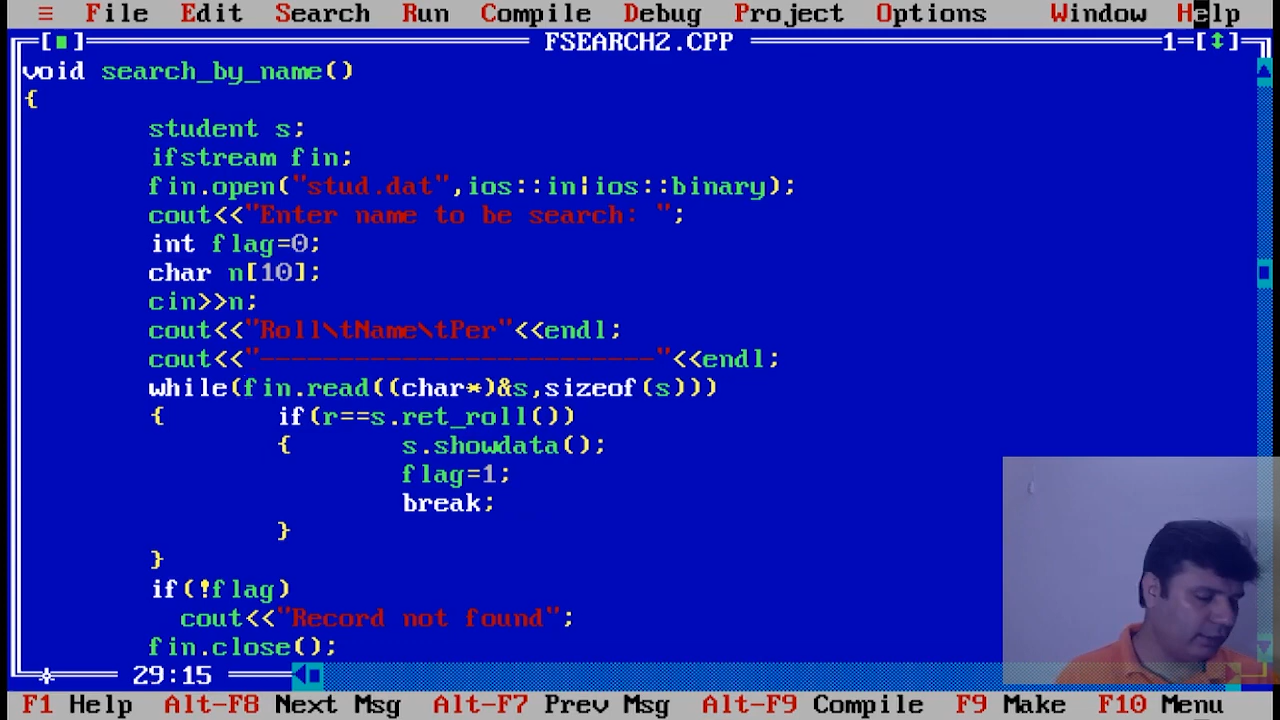 ≡ File Edit Search Run Compile Debug Project Options Window Help
[■] FSEARCH2.CPP 1=[↕]
void search_by_name()
{
student s;
ifstream fin;
fin.open("stud.dat",ios::in|ios::binary);
cout<<"Enter name to be search: ";
int flag=0;
char n[10];
cin>>n;
cout<<"Roll\tName\tPer"<<endl;
cout<<"-------------------------"<<endl;
while(fin.read((char*)&s,sizeof(s)))
{ if(r==s.ret_roll())
{ s.showdata();
flag=1;
break;
}
}
if(!flag)
cout<<"Record not found";
fin.close();
29:15
F1 Help Alt-F8 Next Msg Alt-F7 Prev Msg Alt-F9 Compile F9 Make F10 Menu